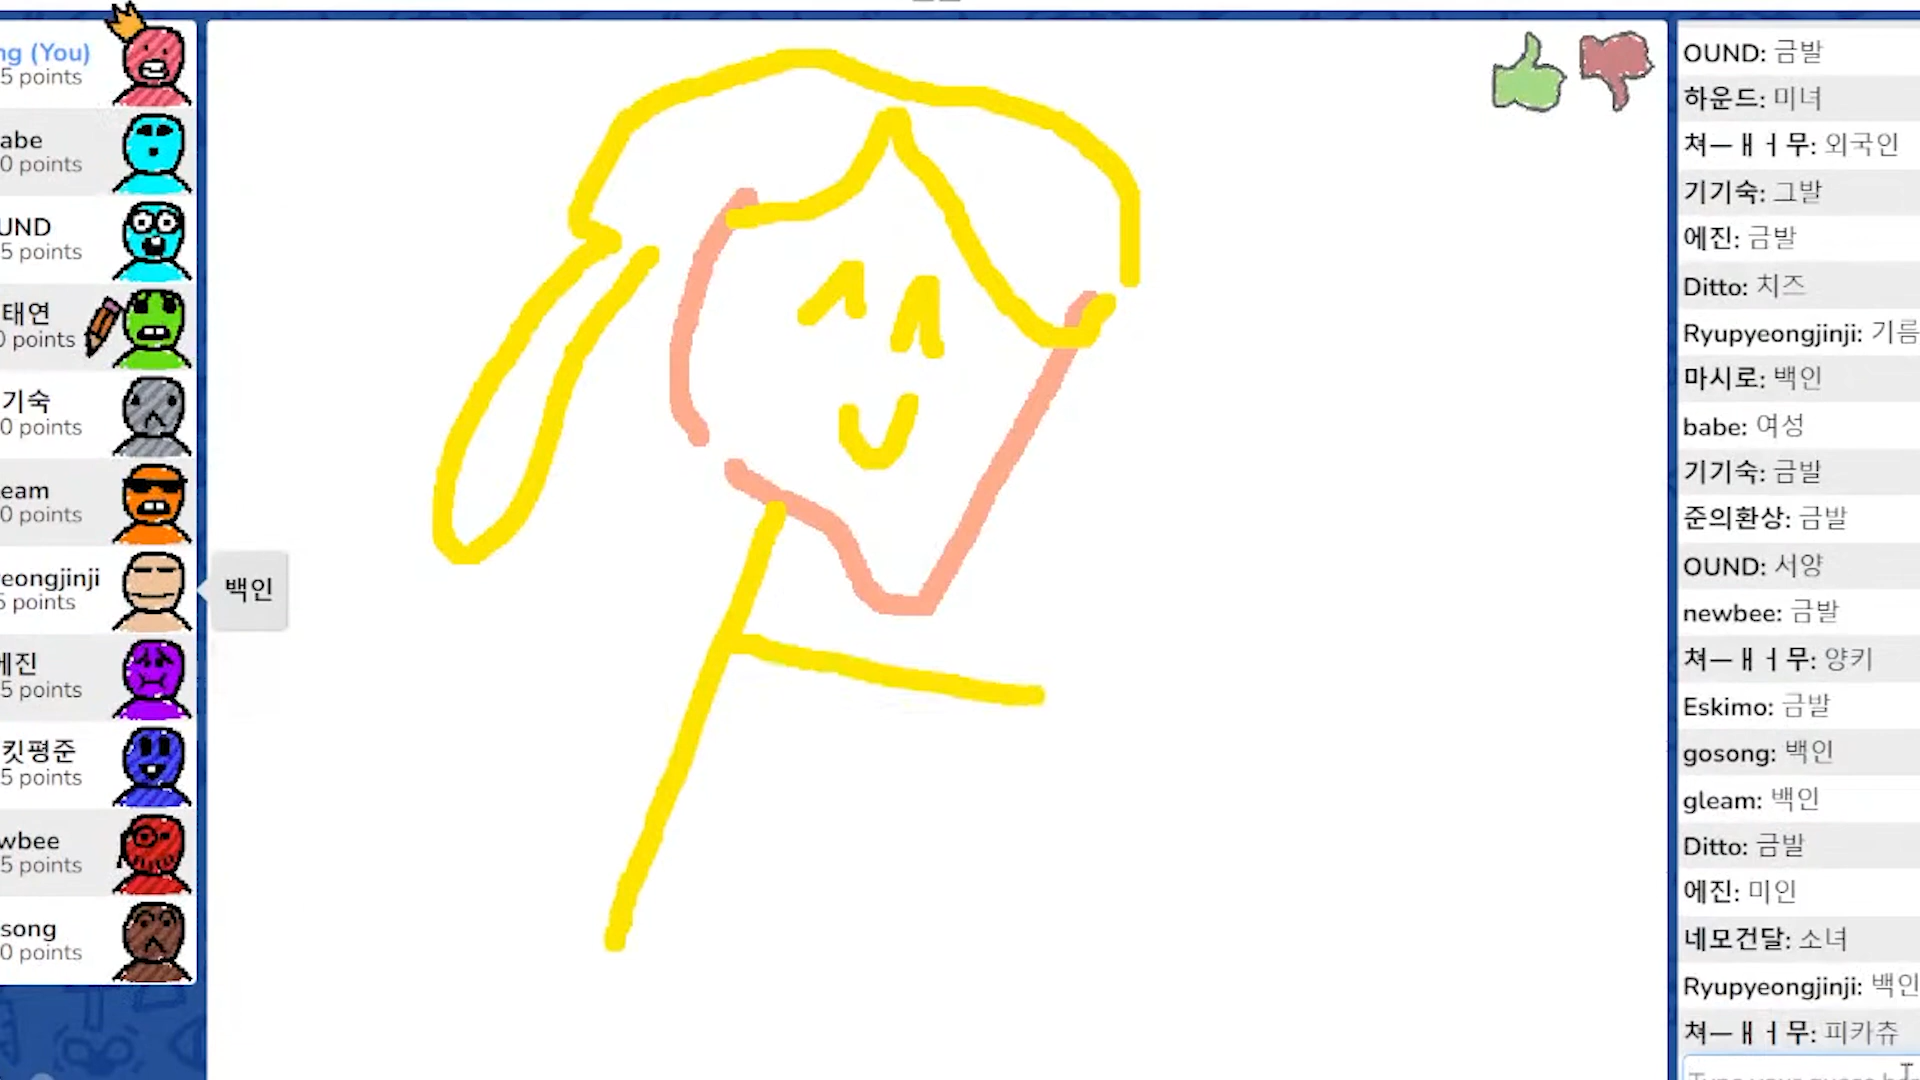 ng (You)
5 points
abe
0 points
UND
5 points
태연
0 points
기숙
0 points
eam
0 points
eongjinji
5 points
백인
에진
5 points
킷평준
5 points
wbee
5 points
song
0 points
OUND: 금발
하운드: 미녀
쳐ㅡㅐㅓ무: 외국인
기기숙: 그발
에진: 금발
Ditto: 치즈
Ryupyeongjinji: 기름
마시로: 백인
babe: 여성
기기숙: 금발
준의환상: 금발
OUND: 서양
newbee: 금발
쳐ㅡㅐㅓ무: 양키
Eskimo: 금발
gosong: 백인
gleam: 백인
Ditto: 금발
에진: 미인
네모건달: 소녀
Ryupyeongjinji: 백인
쳐ㅡㅐㅓ무: 피카츄